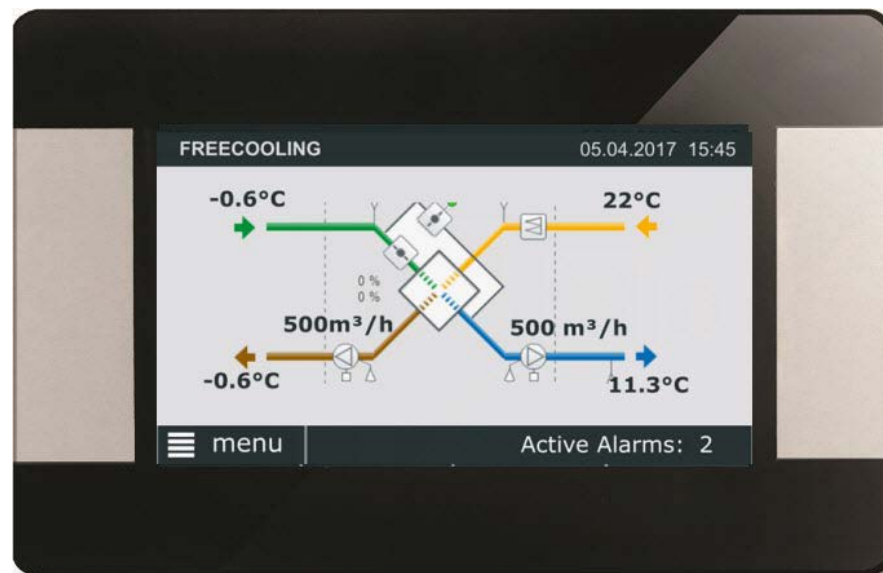 FREECOOLING 05.04.2017 15:45
-0.6°C 22°C
0 %
0 %
500m³/h 500 m³/h
-0.6°C 11.3°C
menu Active Alarms: 2